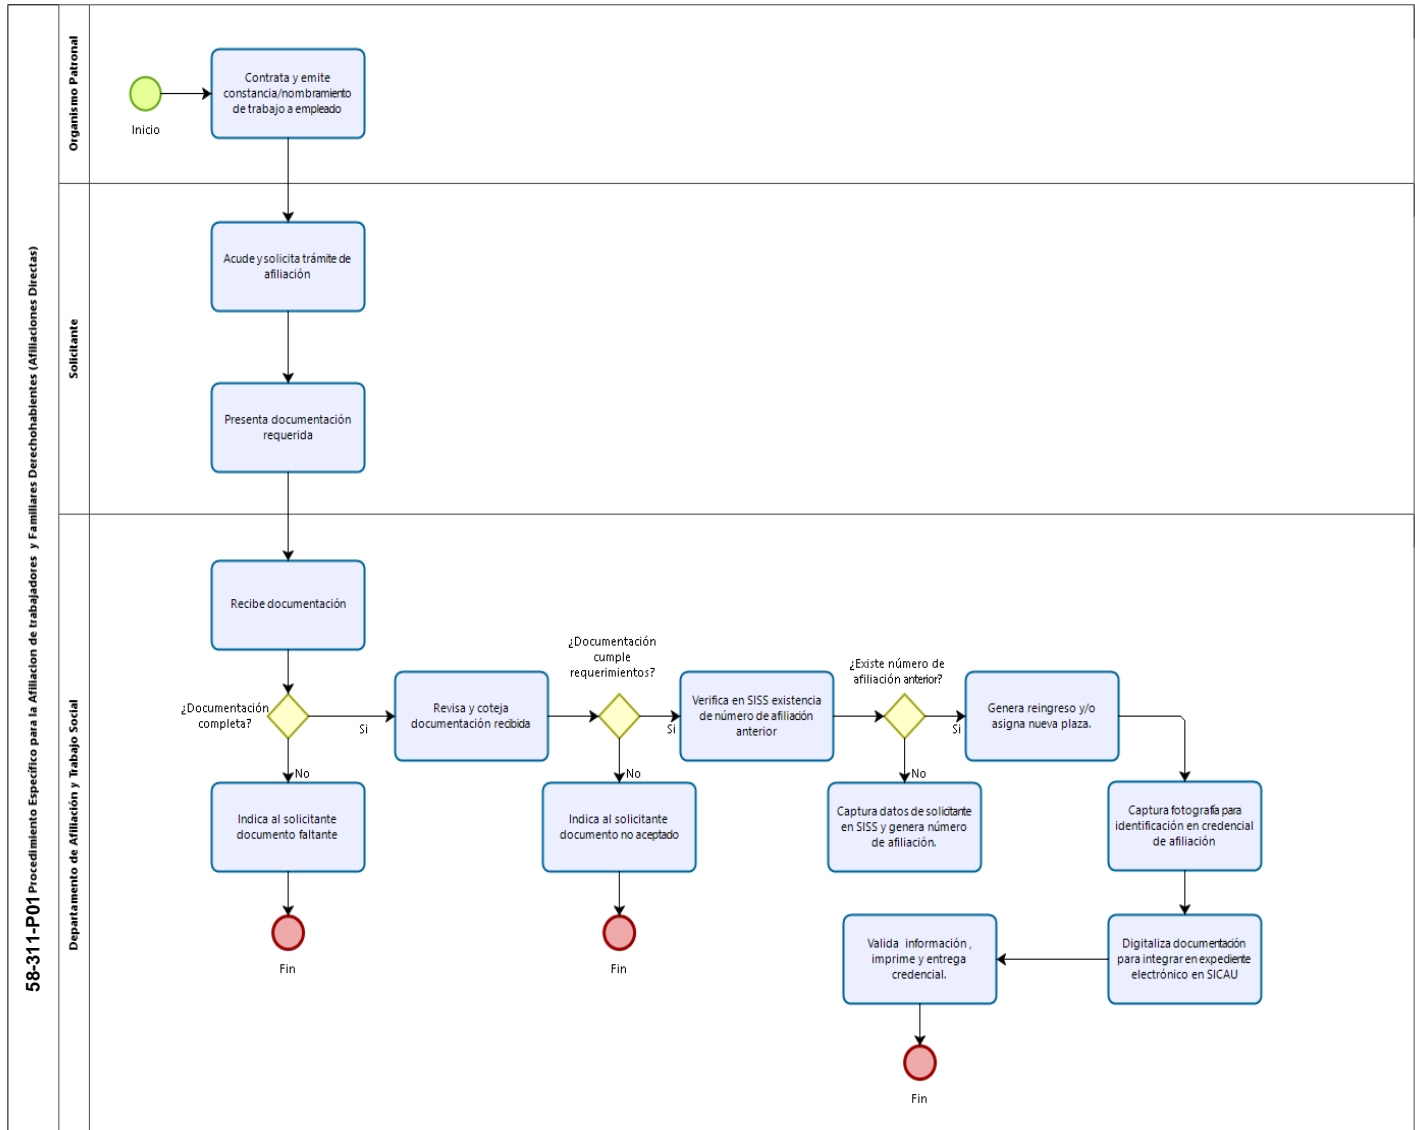 58-311-P01 Procedimiento Específico para la Afiliacion de trabajadores y Familiares Derechohabientes (Afiliaciones Directas)
Organismo Patronal
Inicio
Contrata y emite
constancia/nombramiento
de trabajo a empleado
Solicitante
Acude y solicita trámite de
afiliación
Presenta documentación
requerida
Departamento de Afiliación y Trabajo Social
Recibe documentación
¿Documentación
completa?
Si
No
Indica al solicitante
documento faltante
Fin
Revisa y coteja
documentación recibida
¿Documentación
cumple
requerimientos?
Si
No
Indica al solicitante
documento no aceptado
Fin
Verifica en SISS existencia
de número de afiliación
anterior
¿Existe número de
afiliación anterior?
Si
No
Captura datos de solicitante
en SISS y genera número
de afiliación.
Genera reingreso y/o
asigna nueva plaza.
Captura fotografía para
identificación en credencial
de afiliación
Digitaliza documentación
para integrar en expediente
electrónico en SICAU
Valida información ,
imprime y entrega
credencial.
Fin